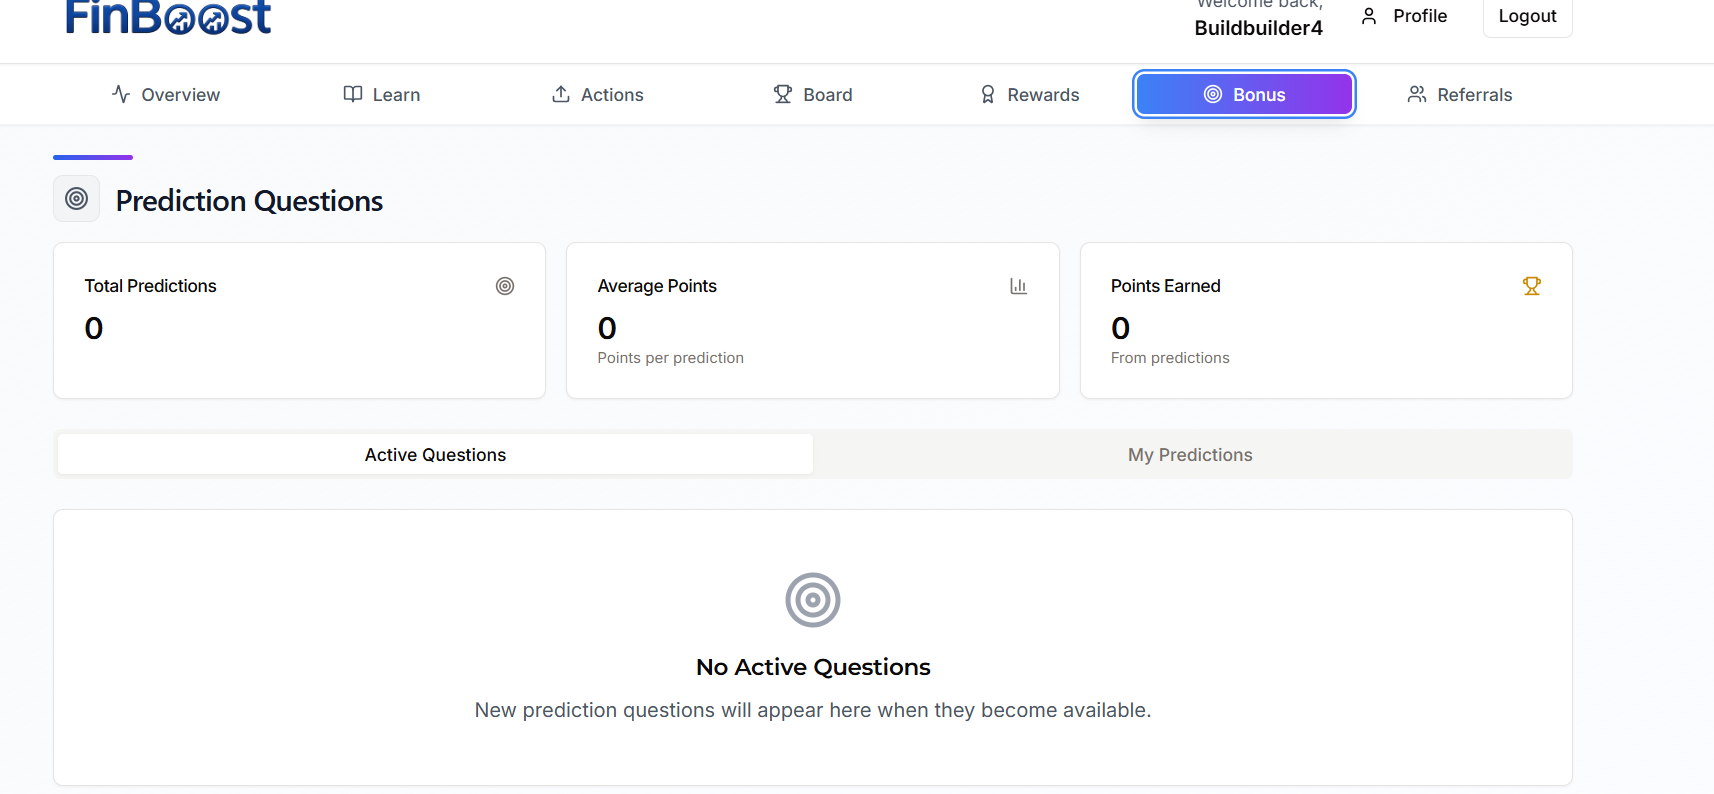 FinBoost
Welcome back,
Buildbuilder4
Profile
Logout
Overview
Learn
Actions
Board
Rewards
Bonus
Referrals
Prediction Questions
Total Predictions
0
Average Points
0
Points per prediction
Points Earned
0
From predictions
Active Questions
My Predictions
No Active Questions
New prediction questions will appear here when they become available.